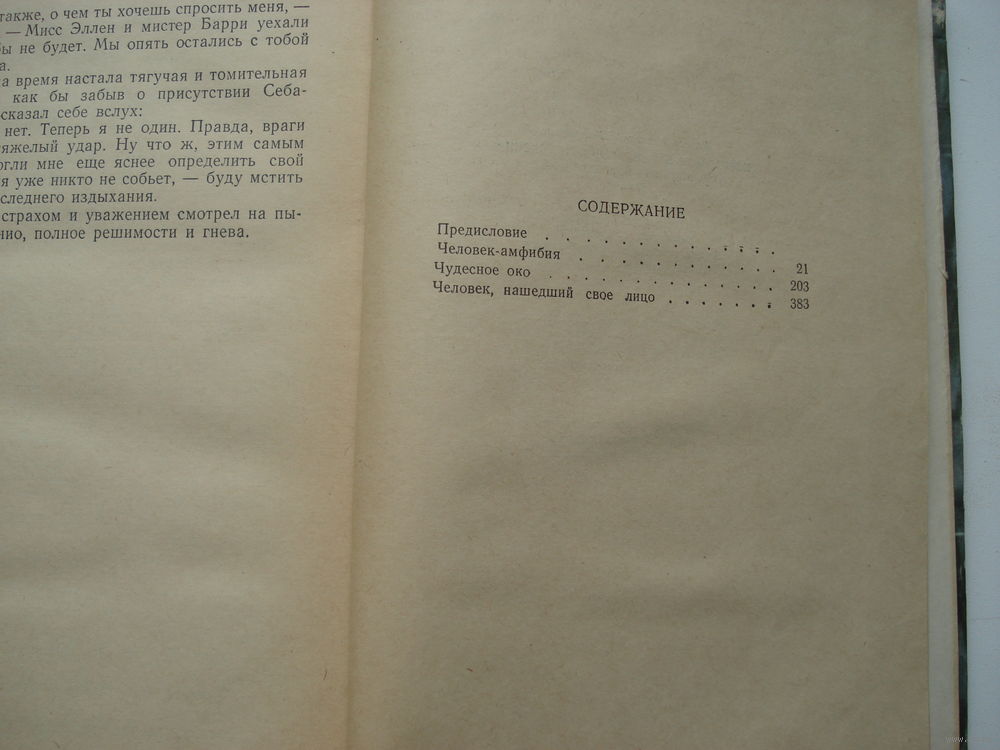 также, о чем ты хочешь спросить меня, —
— Мисс Эллен и мистер Барри уехали
бы не будет. Мы опять остались с тобой
а.
а время настала тягучая и томительная
как бы забыв о присутствии Себа-
сказал себе вслух:
нет. Теперь я не один. Правда, враги
тяжелый удар. Ну что ж, этим самым
огли мне еще яснее определить свой
я уже никто не собьет, — буду мстить
следнего издыхания.
страхом и уважением смотрел на пы-
нио, полное решимости и гнева.
СОДЕРЖАНИЕ
Предисловие . . . . . . . . . . . .
Человек-амфибия . . . . . . . . . . 21
Чудесное око . . . . . . . . . . . . 203
Человек, нашедший свое лицо . . . . . . . 383